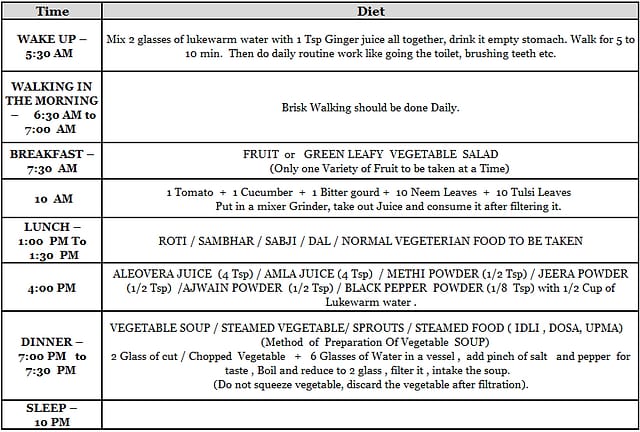 Time
Diet
WAKE UP –
5:30 AM
Mix 2 glasses of lukewarm water with 1 Tsp Ginger juice all together, drink it empty stomach. Walk for 5 to
10 min. Then do daily routine work like going the toilet, brushing teeth etc.
WALKING IN
THE MORNING
– 6:30 AM to
7:00 AM
Brisk Walking should be done Daily.
BREAKFAST –
7:30 AM
FRUIT or GREEN LEAFY VEGETABLE SALAD
(Only one Variety of Fruit to be taken at a Time)
10 AM
1 Tomato + 1 Cucumber + 1 Bitter gourd + 10 Neem Leaves + 10 Tulsi Leaves
Put in a mixer Grinder, take out Juice and consume it after filtering it.
LUNCH –
1:00 PM To
1:30 PM
ROTI / SAMBHAR / SABJI / DAL / NORMAL VEGETERIAN FOOD TO BE TAKEN
4:00 PM
ALEOVERA JUICE (4 Tsp) / AMLA JUICE (4 Tsp) / METHI POWDER (1/2 Tsp) / JEERA POWDER
(1/2 Tsp) /AJWAIN POWDER (1/2 Tsp) / BLACK PEPPER POWDER (1/8 Tsp) with 1/2 Cup of
Lukewarm water .
DINNER –
7:00 PM to
7:30 PM
VEGETABLE SOUP / STEAMED VEGETABLE/ SPROUTS / STEAMED FOOD ( IDLI , DOSA, UPMA)
(Method of Preparation Of Vegetable SOUP)
2 Glass of cut / Chopped Vegetable + 6 Glasses of Water in a vessel , add pinch of salt and pepper for
taste , Boil and reduce to 2 glass , filter it , intake the soup.
(Do not squeeze vegetable, discard the vegetable after filtration).
SLEEP –
10 PM